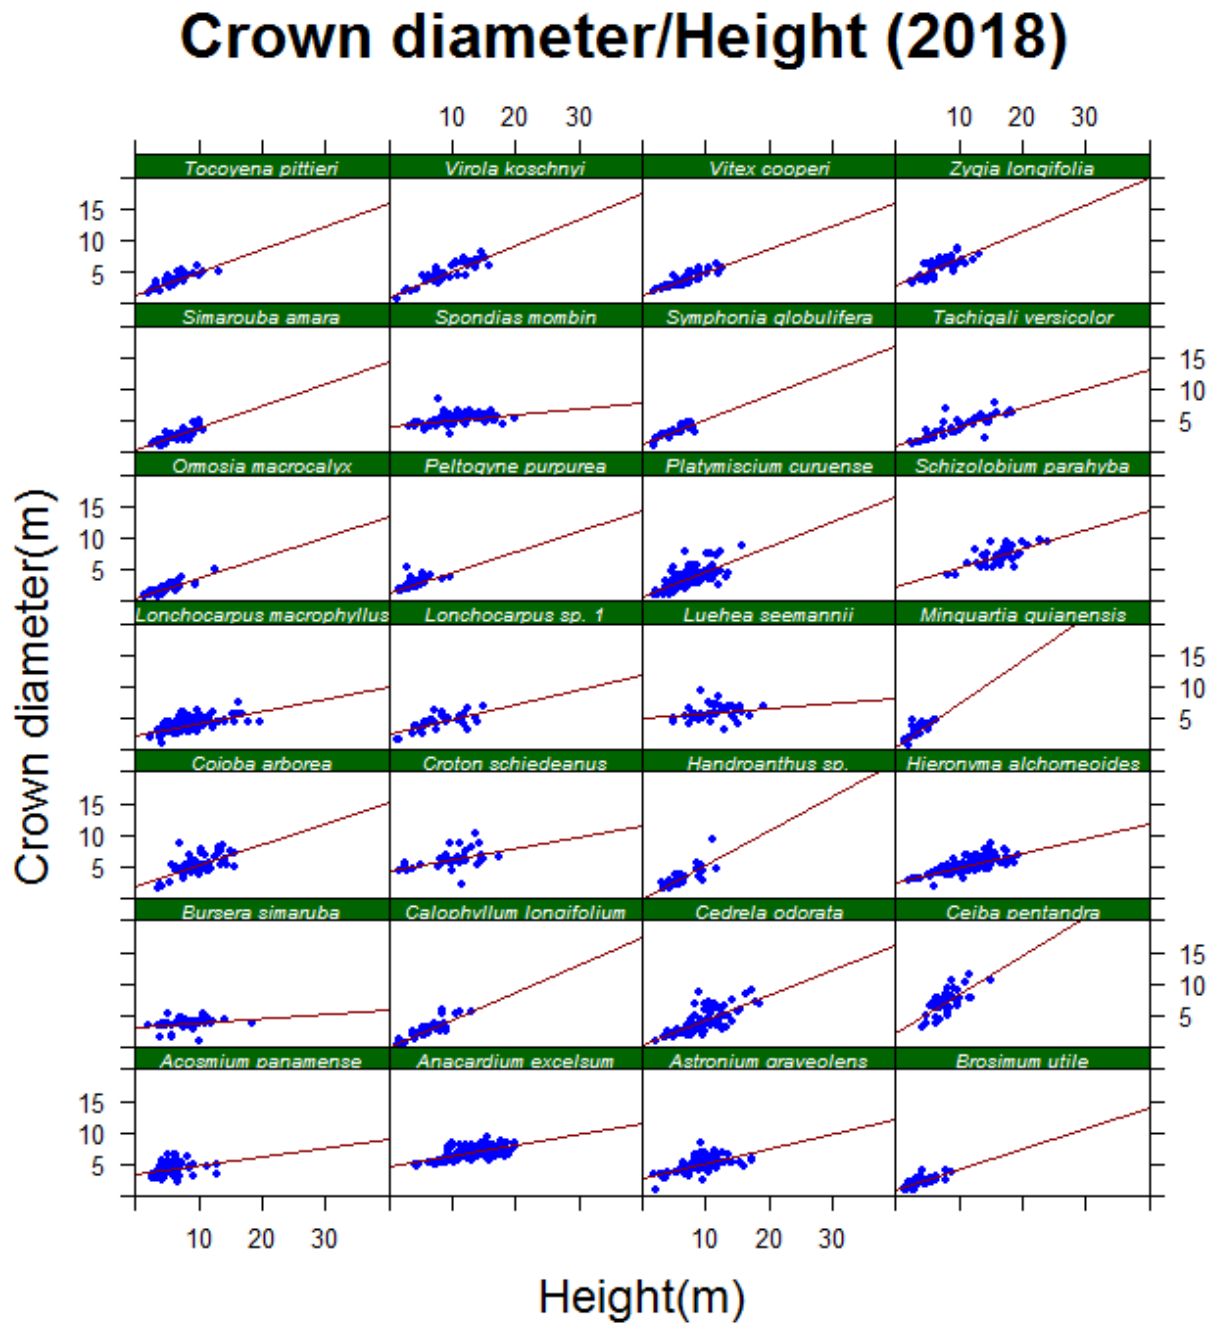 Crown diameter/Height (2018)
10 20 30 10 20 30
Tocoyena pittieri Virola koschnyi Vitex cooperi Zygia longifolia
15
10
5
Simarouba amara Spondias mombin Symphonia globulifera Tachigali versicolor
15
10
5
Ormosia macrocalyx Peltogyne purpurea Platymiscium curuense Schizolobium parahyba
15
10
5
Lonchocarpus macrophyllus Lonchocarpus sp. 1 Luehea seemannii Minquartia guianensis
15
10
5
Cojoba arborea Croton schiedeanus Handroanthus sp. Hieronyma alchorneoides
15
10
5
Bursera simaruba Calophyllum longifolium Cedrela odorata Ceiba pentandra
15
10
5
Acosmium panamense Anacardium excelsum Astronium graveolens Brosimum utile
15
10
5
10 20 30 10 20 30
Crown diameter(m)
Height(m)